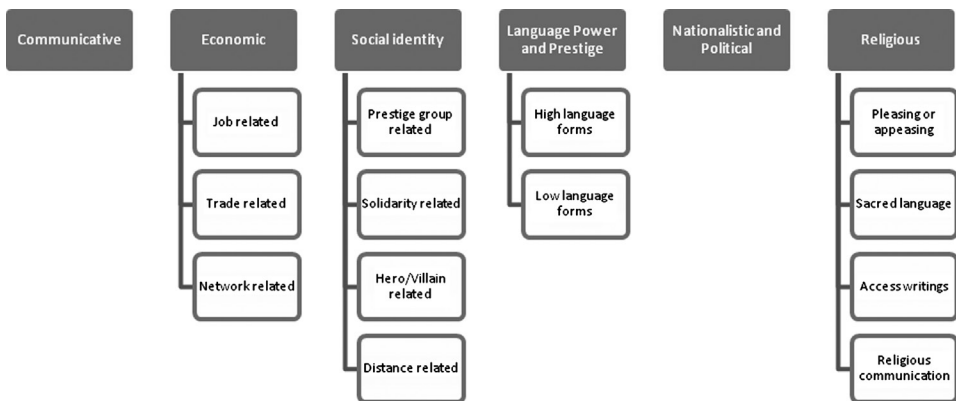 Communicative
Economic
Job related
Trade related
Network related
Social identity
Prestige group
related
Solidarity related
Hero/Villain
related
Distance related
Language Power
and Prestige
High language
forms
Low language
forms
Nationalistic and
Political
Religious
Pleasing or
appeasing
Sacred language
Access writings
Religious
communication